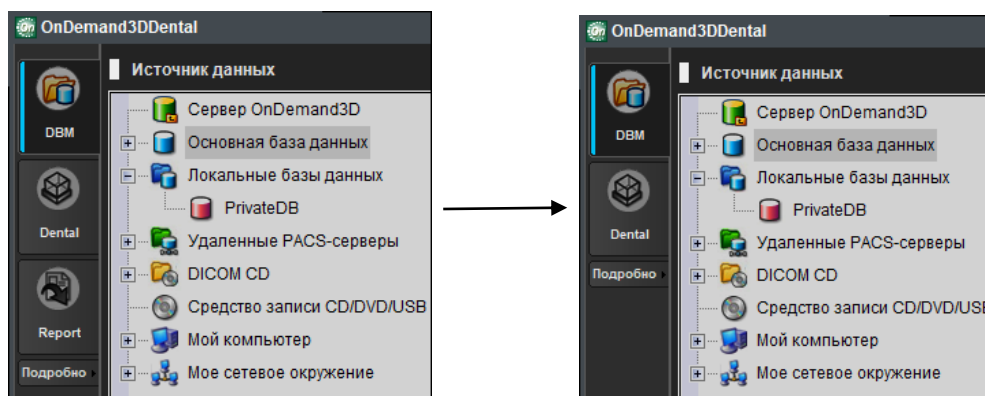 OnDemand3DDental
DBM
Dental
Report
Подробно
Источник данных
Сервер OnDemand3D
Основная база данных
Локальные базы данных
PrivateDB
Удаленные PACS-серверы
DICOM CD
Средство записи CD/DVD/USB
Мой компьютер
Мое сетевое окружение
OnDemand3DDental
DBM
Dental
Подробно
Источник данных
Сервер OnDemand3D
Основная база данных
Локальные базы данных
PrivateDB
Удаленные PACS-серверы
DICOM CD
Средство записи CD/DVD/USB
Мой компьютер
Мое сетевое окружение